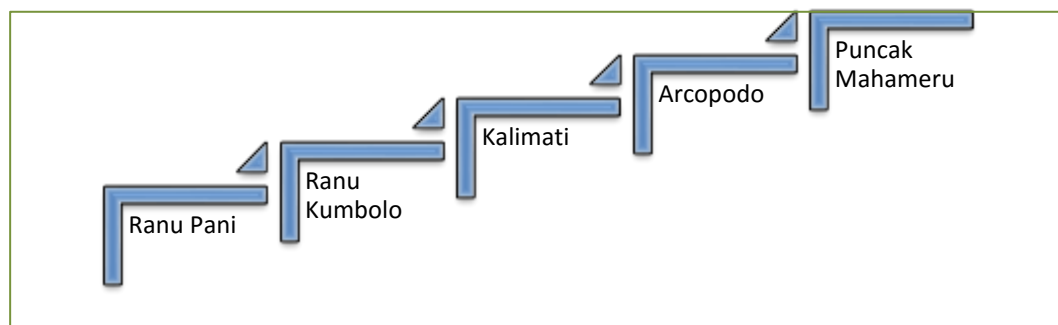 Ranu Pani
Ranu
Kumbolo
Kalimati
Arcopodo
Puncak
Mahameru